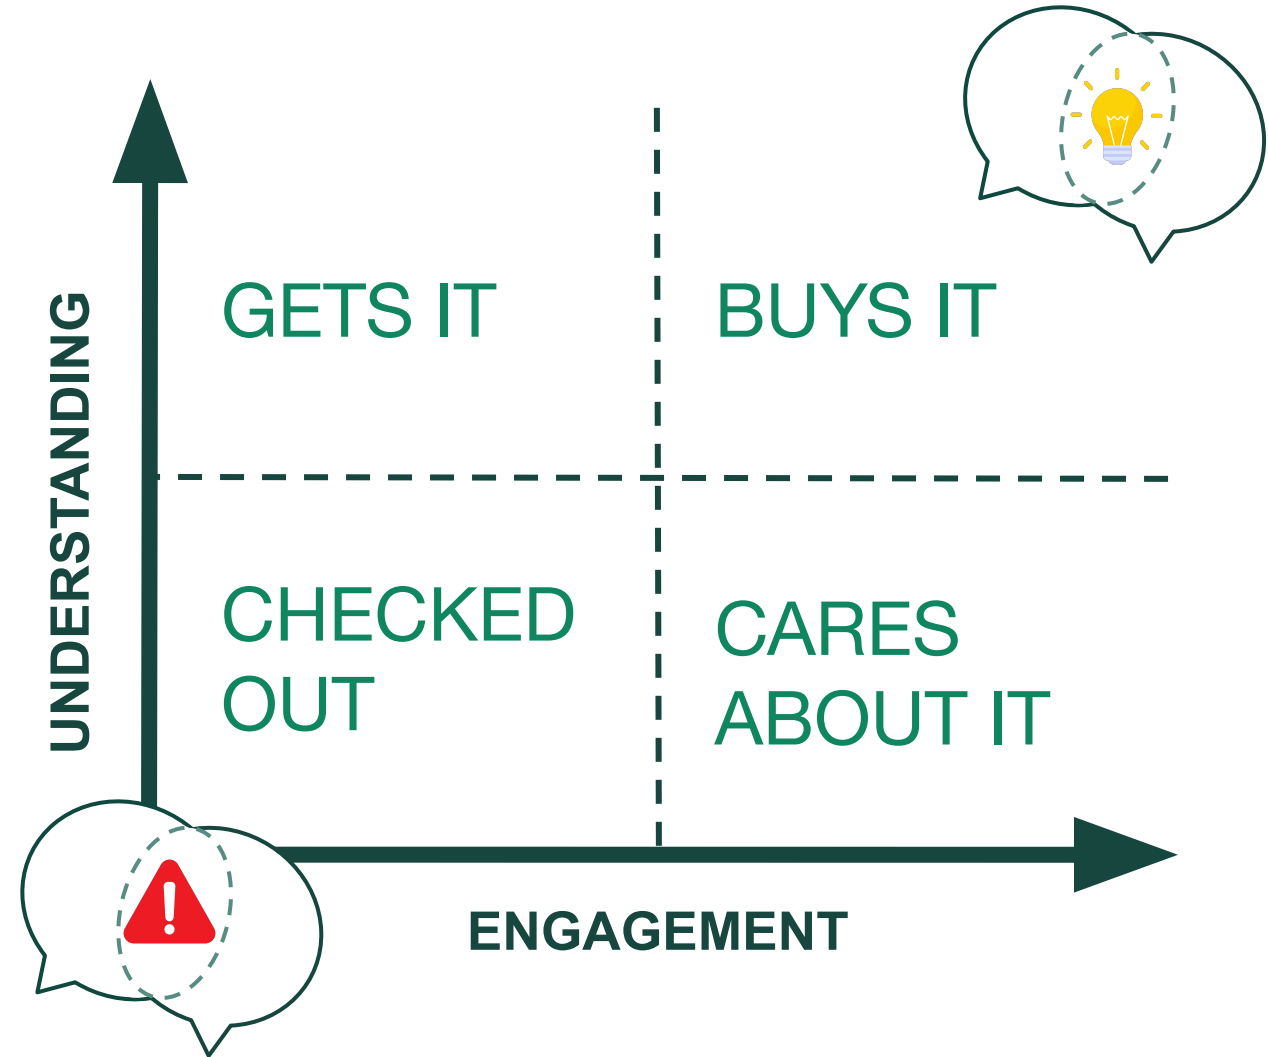 UNDERSTANDING
GETS IT
BUYS IT
CHECKED
OUT
CARES
ABOUT IT
ENGAGEMENT